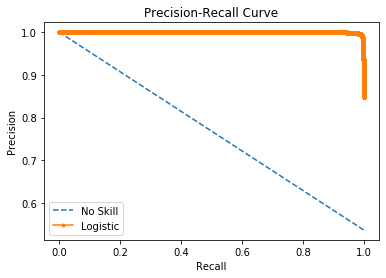 Precision-Recall Curve
1.0
0.9
0.8
0.7
0.6
Precision
No Skill
Logistic
0.0 0.2 0.4 0.6 0.8 1.0
Recall